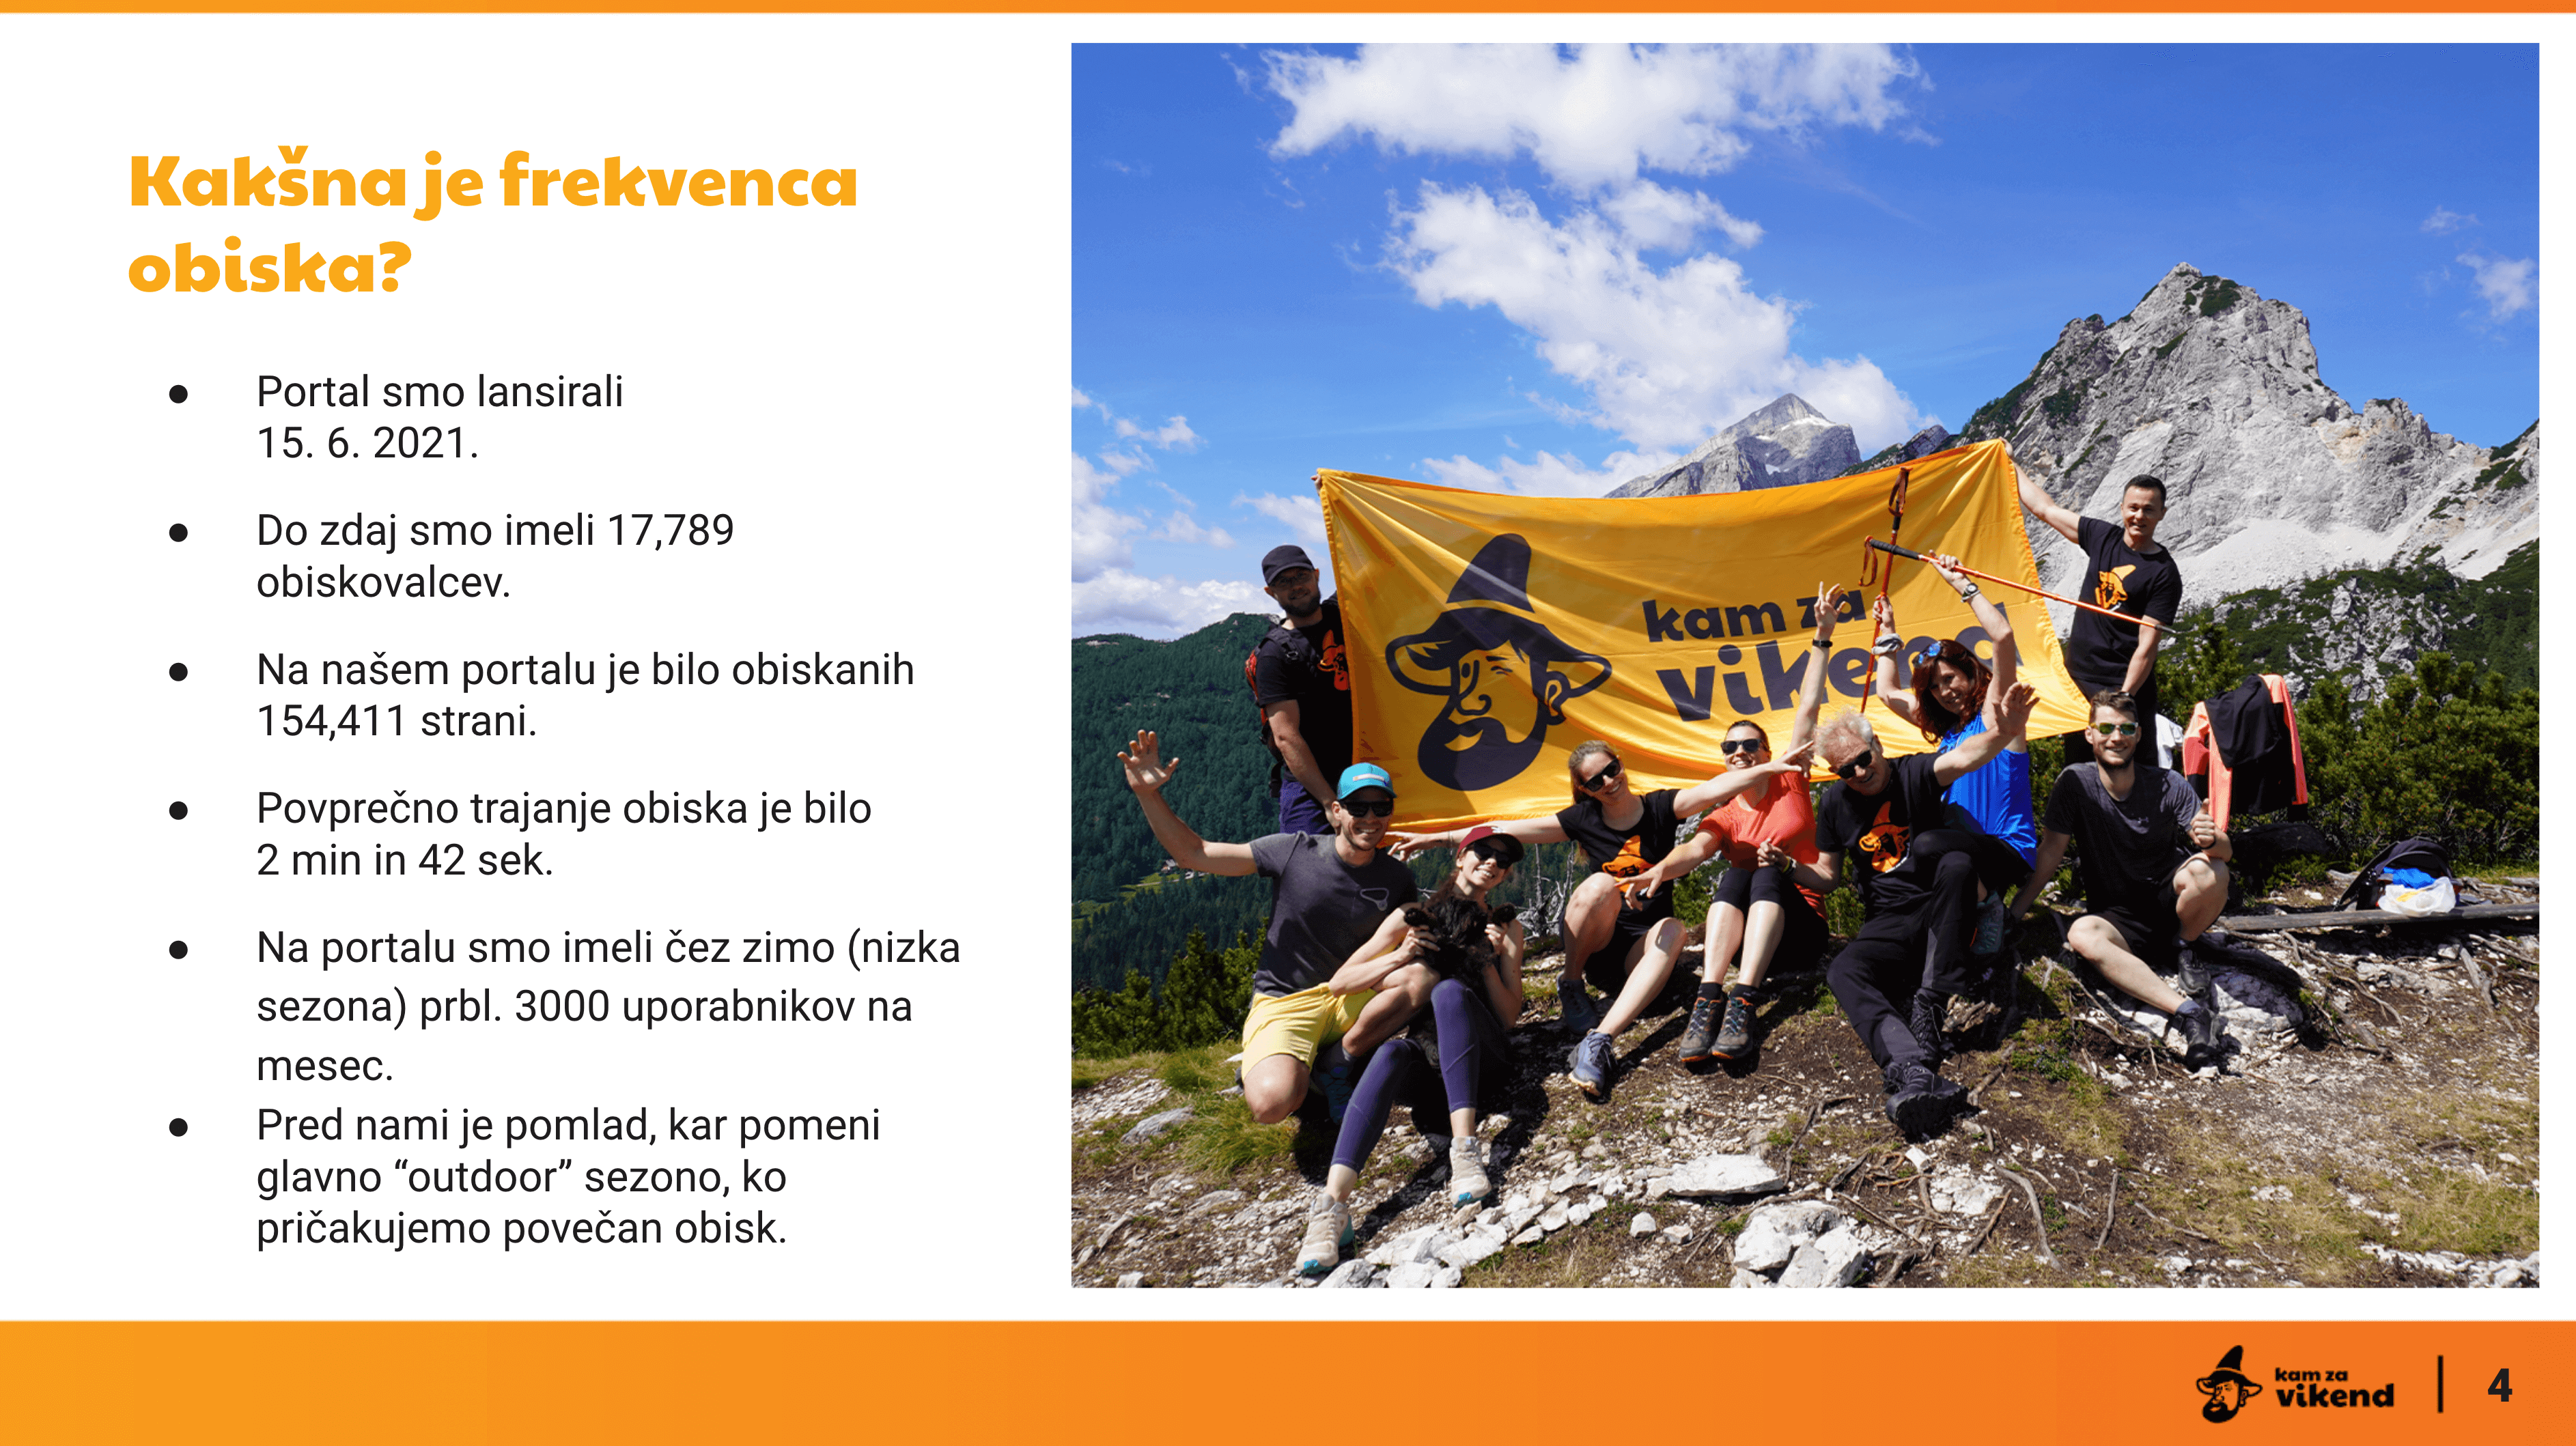 Kakšna je frekvenca
obiska?
● Portal smo lansirali
15. 6. 2021.
● Do zdaj smo imeli 17,789
obiskovalcev.
● Na našem portalu je bilo obiskanih
154,411 strani.
● Povprečno trajanje obiska je bilo
2 min in 42 sek.
● Na portalu smo imeli čez zimo (nizka
sezona) prbl. 3000 uporabnikov na
mesec.
● Pred nami je pomlad, kar pomeni
glavno “outdoor” sezono, ko
pričakujemo povečan obisk.
kam za
vikend
kam za
vikend
4